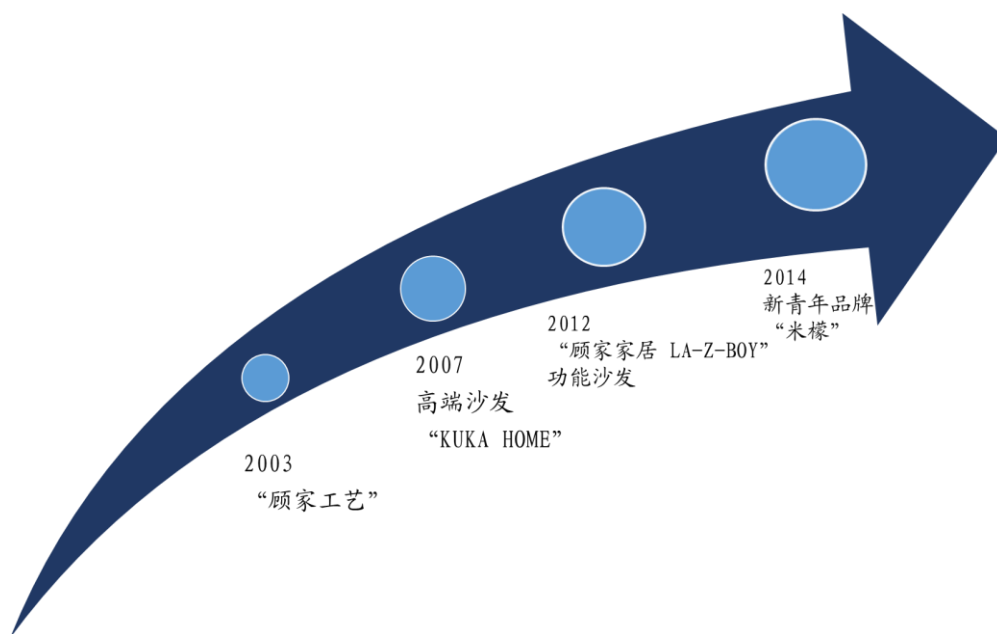 2003
“顾家工艺”
2007
高端沙发
“KUKA HOME”
2012
“顾家家居 LA-Z-BOY”
功能沙发
2014
新青年品牌
“米檬”